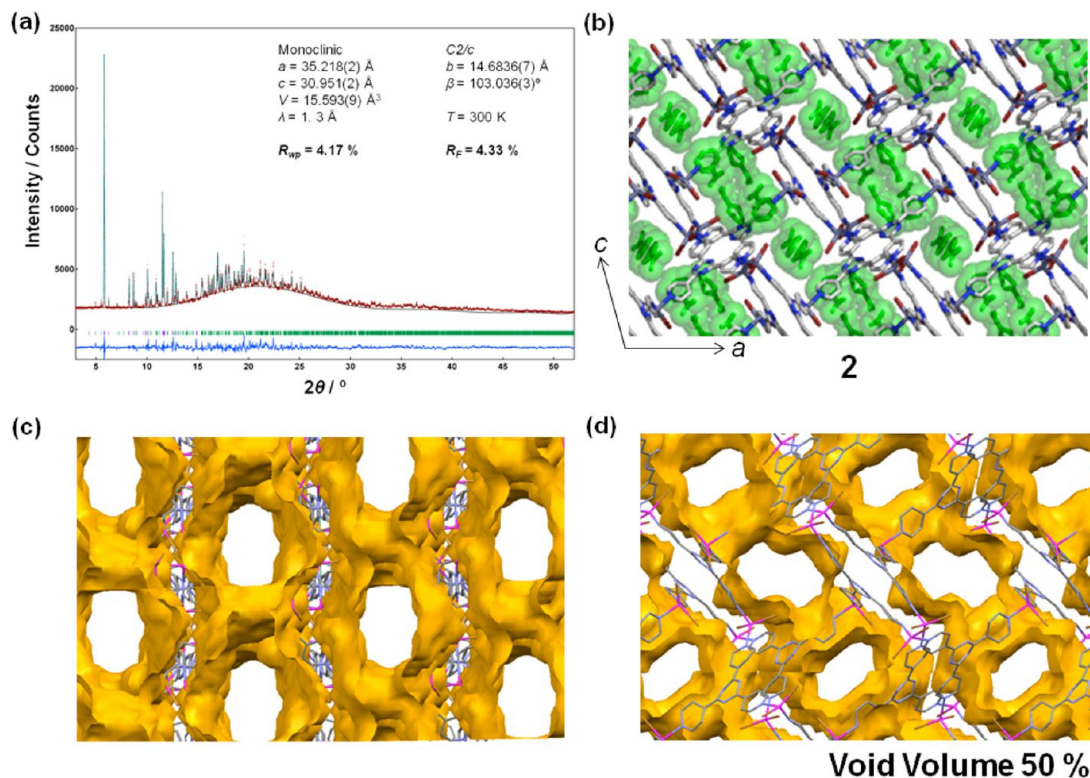 (a)
25000
20000
15000
10000
5000
0
Intensity / Counts
Monoclinic C2/c
a = 35.218(2) Å b = 14.6836(7) Å
c = 30.951(2) Å β = 103.036(3)º
V = 15.593(9) Å3
λ = 1. 3 Å T = 300 K
Rwp = 4.17 % RF = 4.33 %
5 10 15 20 25 30 35 40 45 50
2θ / º
(b)
c
a
2
(c)
(d)
Void Volume 50 %